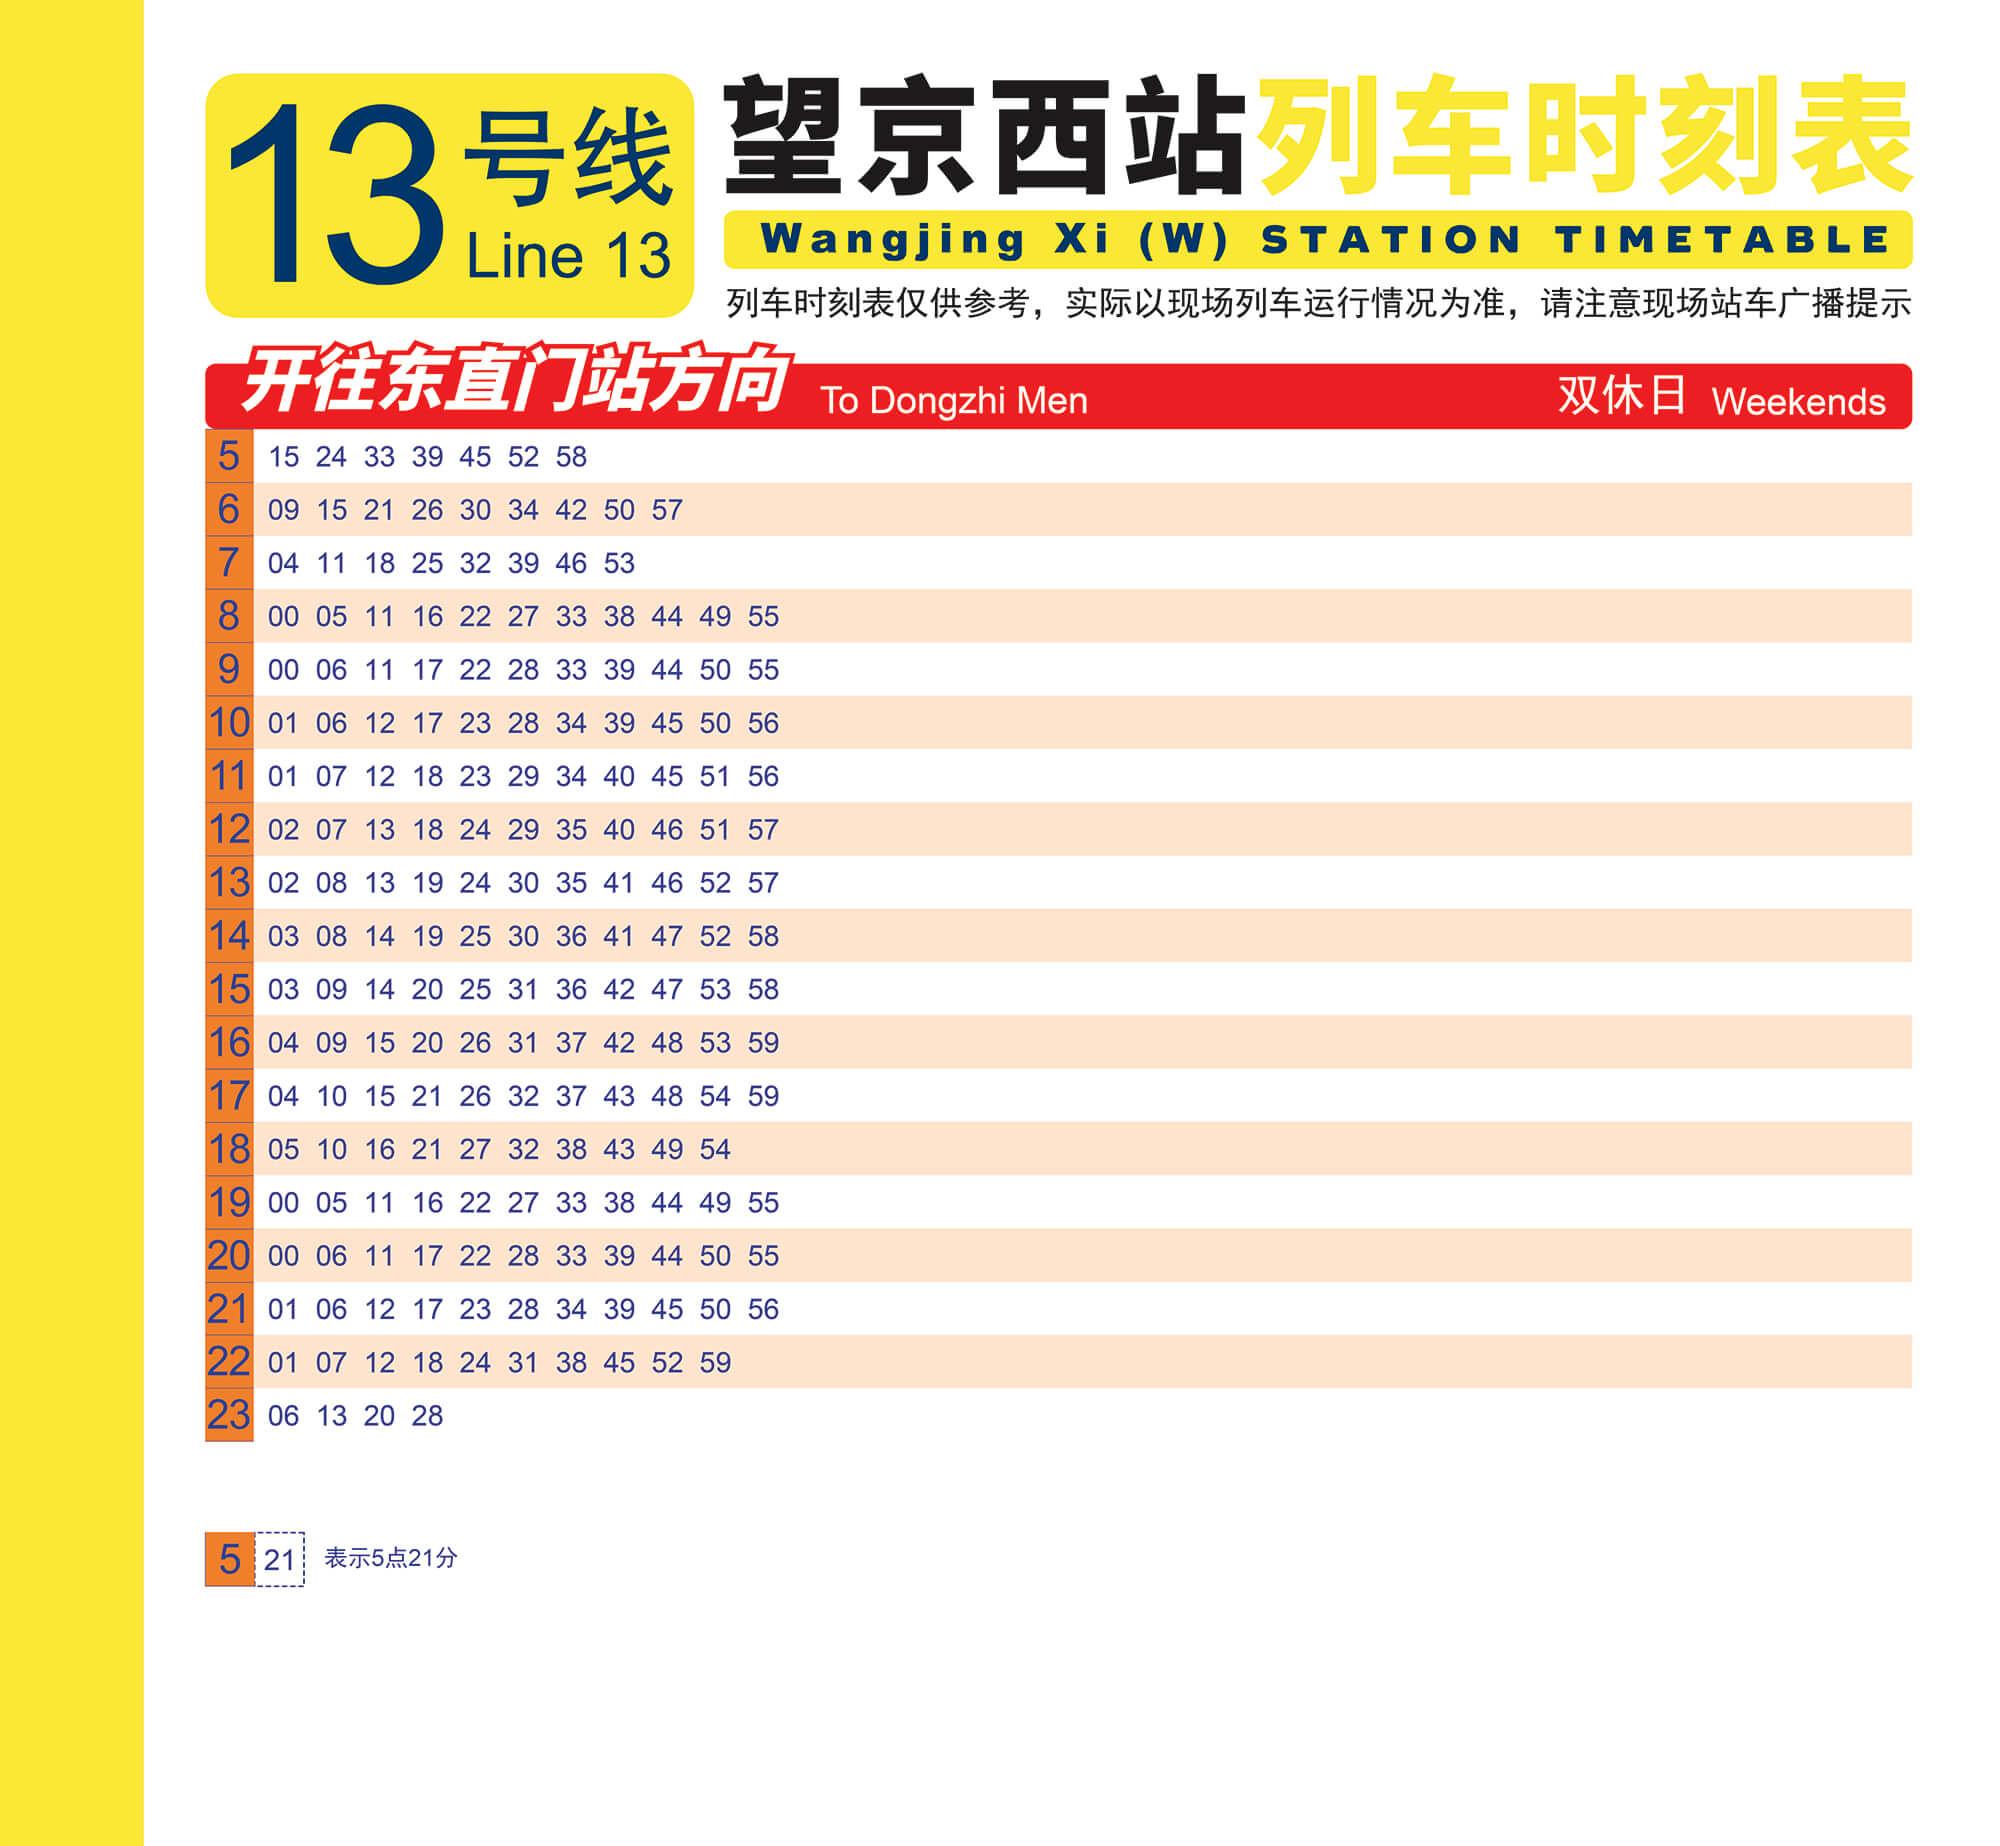 13号线
Line 13
望京西站列车时刻表
Wangjing Xi (W) STATION TIMETABLE
列车时刻表仅供参考，实际以现场列车运行情况为准，请注意现场站车广播提示
开往东直门站方向 To Dongzhi Men 双休日 Weekends
5 15 24 33 39 45 52 58
6 09 15 21 26 30 34 42 50 57
7 04 11 18 25 32 39 46 53
8 00 05 11 16 22 27 33 38 44 49 55
9 00 06 11 17 22 28 33 39 44 50 55
10 01 06 12 17 23 28 34 39 45 50 56
11 01 07 12 18 23 29 34 40 45 51 56
12 02 07 13 18 24 29 35 40 46 51 57
13 02 08 13 19 24 30 35 41 46 52 57
14 03 08 14 19 25 30 36 41 47 52 58
15 03 09 14 20 25 31 36 42 47 53 58
16 04 09 15 20 26 31 37 42 48 53 59
17 04 10 15 21 26 32 37 43 48 54 59
18 05 10 16 21 27 32 38 43 49 54
19 00 05 11 16 22 27 33 38 44 49 55
20 00 06 11 17 22 28 33 39 44 50 55
21 01 06 12 17 23 28 34 39 45 50 56
22 01 07 12 18 24 31 38 45 52 59
23 06 13 20 28
5 21 表示5点21分